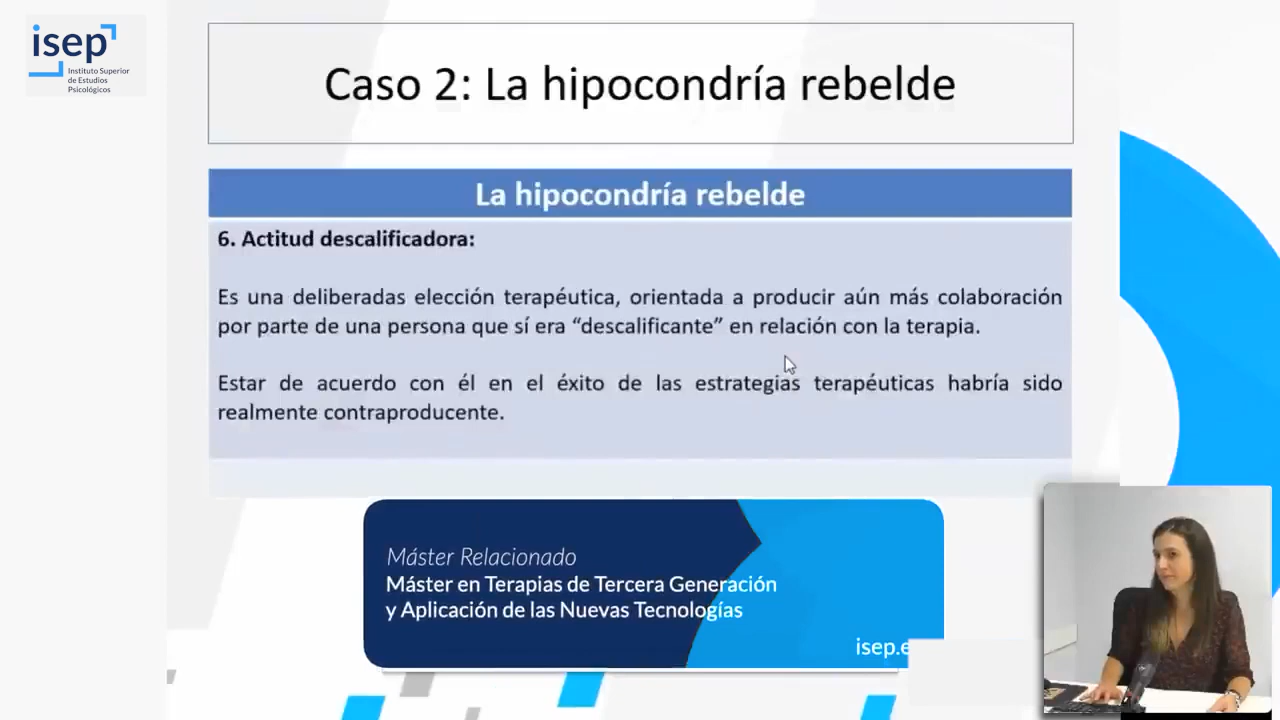 isep
Instituto Superior
de Estudios
Psicológicos
Caso 2: La hipocondría rebelde
La hipocondría rebelde
6. Actitud descalificadora:
Es una deliberadas elección terapéutica, orientada a producir aún más colaboración
por parte de una persona que sí era “descalificante” en relación con la terapia.
Estar de acuerdo con él en el éxito de las estrategias terapéuticas habría sido
realmente contraproducente.
Máster Relacionado
Máster en Terapias de Tercera Generación
y Aplicación de las Nuevas Tecnologías
isep.e